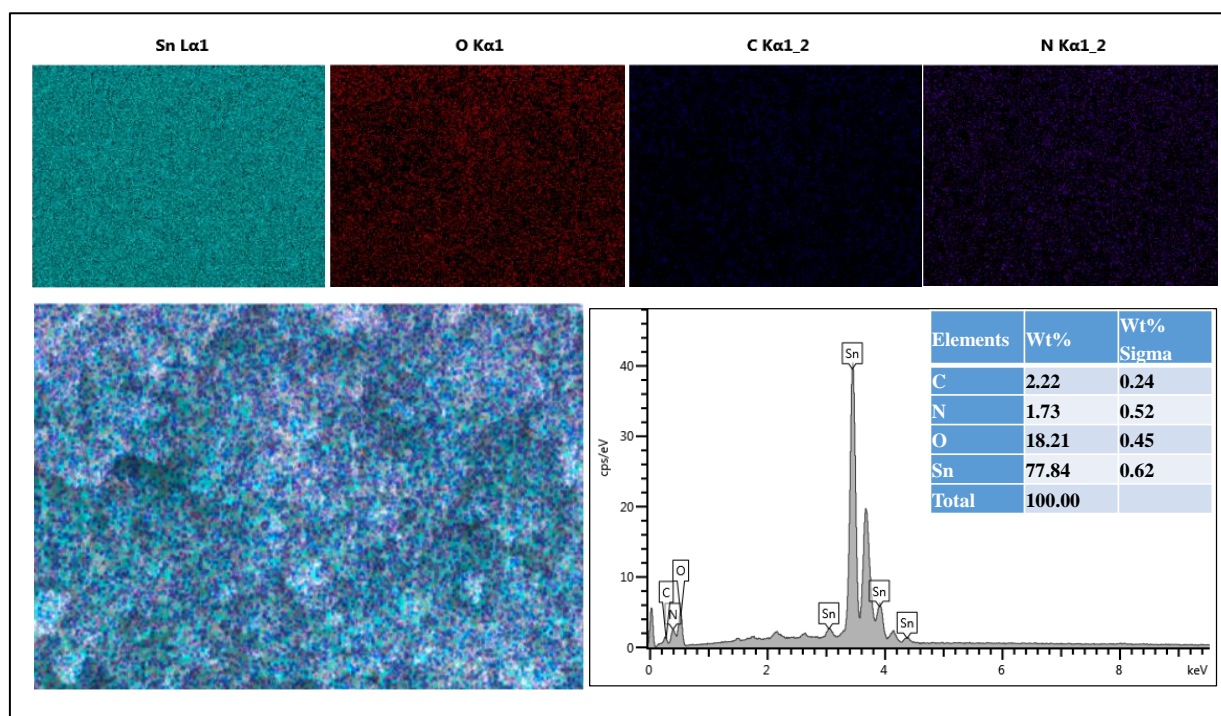 Sn Lα1
O Kα1
C Kα1_2
N Kα1_2
Elements Wt% Wt% Sigma
C 2.22 0.24
N 1.73 0.52
O 18.21 0.45
Sn 77.84 0.62
Total 100.00
cps/eV
40
30
20
10
0
Sn
O
C
N
Sn
Sn
Sn
0 2 4 6 8 keV